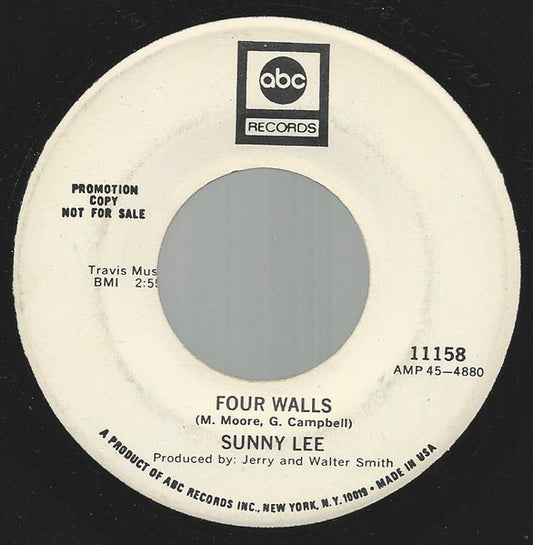 abc
RECORDS
PROMOTION
COPY
NOT FOR SALE
Travis Mus
BMI 2:5
11158
AMP 45—4880
FOUR WALLS
(M. Moore, G. Campbell)
SUNNY LEE
Produced by: Jerry and Walter Smith
A PRODUCT OF ABC RECORDS INC., NEW YORK, N.Y. 10019 • MADE IN USA